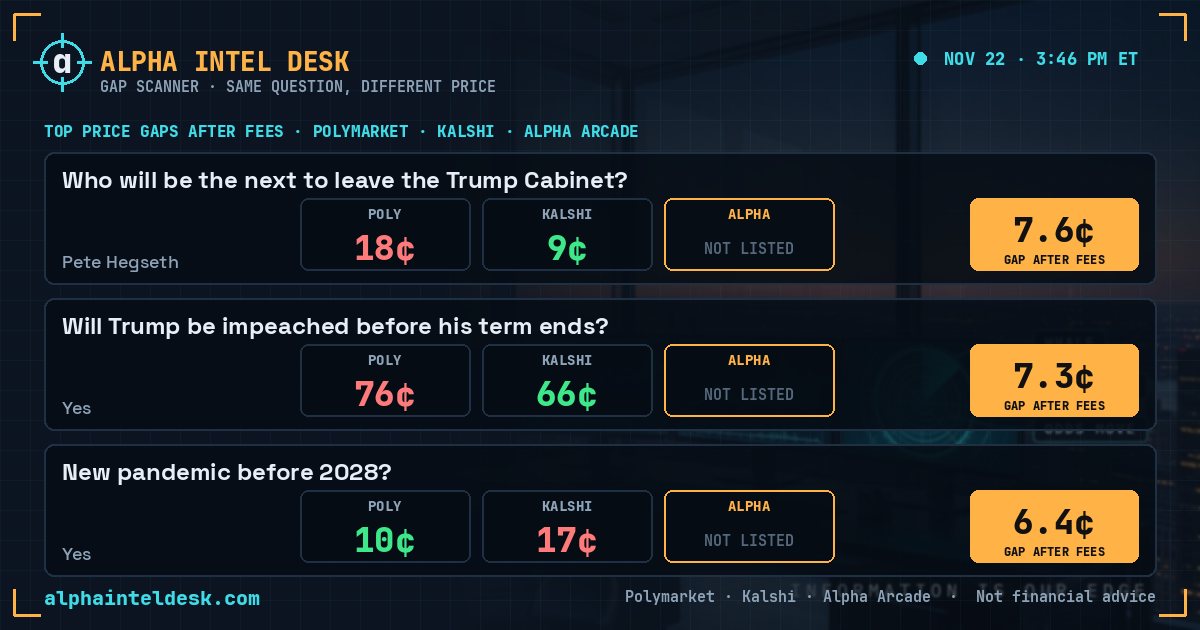 α
ALPHA INTEL DESK
GAP SCANNER · SAME QUESTION, DIFFERENT PRICE
NOV 22 · 3:46 PM ET
TOP PRICE GAPS AFTER FEES · POLYMARKET · KALSHI · ALPHA ARCADE
Who will be the next to leave the Trump Cabinet?
Pete Hegseth
POLY
18¢
KALSHI
9¢
ALPHA
NOT LISTED
7.6¢
GAP AFTER FEES
Will Trump be impeached before his term ends?
Yes
POLY
76¢
KALSHI
66¢
ALPHA
NOT LISTED
7.3¢
GAP AFTER FEES
New pandemic before 2028?
Yes
POLY
10¢
KALSHI
17¢
ALPHA
NOT LISTED
6.4¢
GAP AFTER FEES
INFORMATION IS OUR EDGE
alphainteldesk.com
Polymarket · Kalshi · Alpha Arcade · Not financial advice